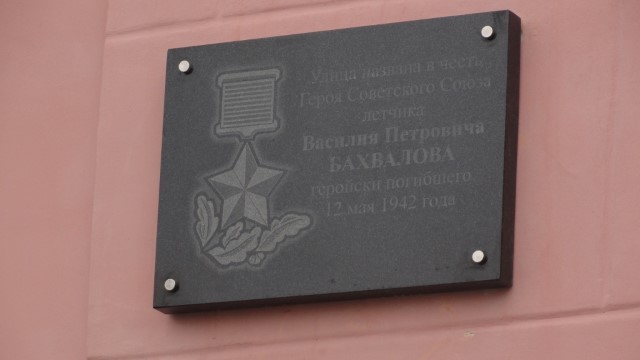 Улица названа в честь
Героя Советского Союза
летчика
Василия Петровича
БАХВАЛОВА
геройски погибшего
12 мая 1942 года